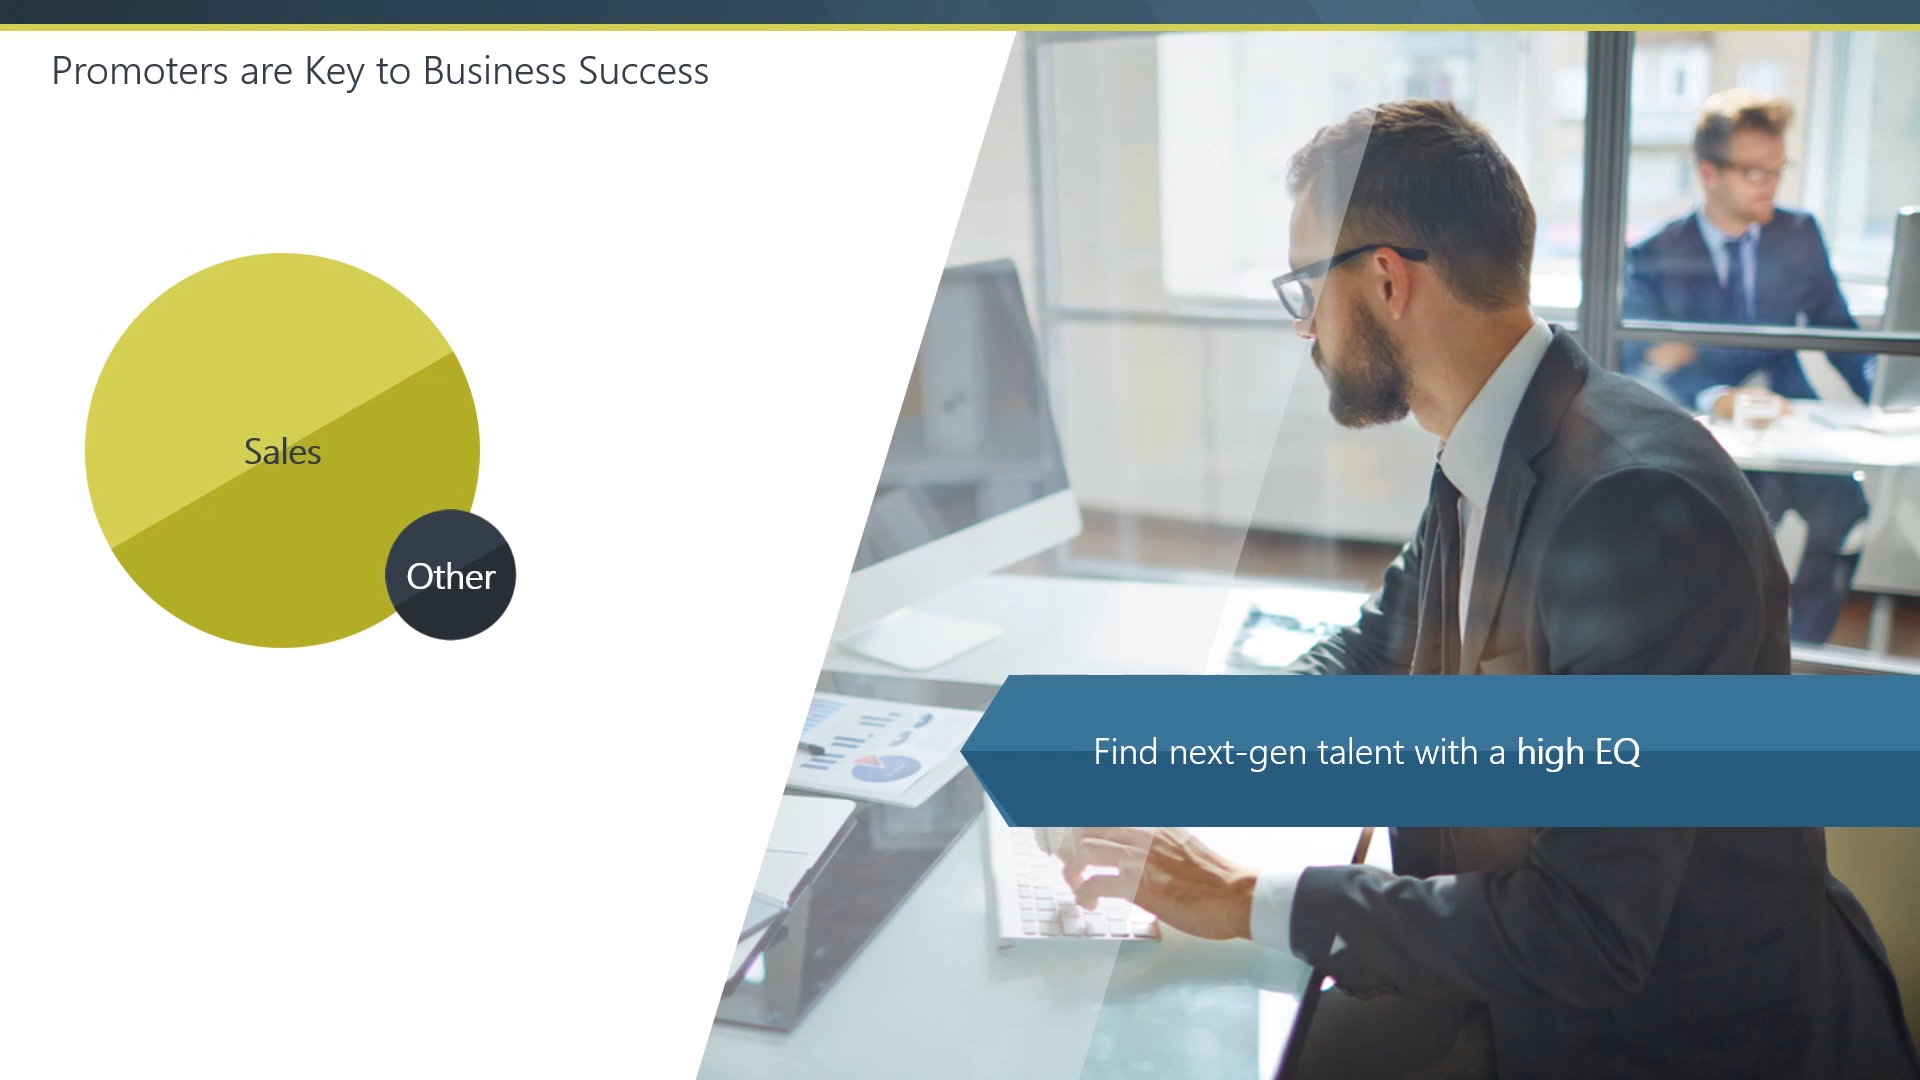 Promoters are Key to Business Success
Sales
Other
Find next-gen talent with a high EQ